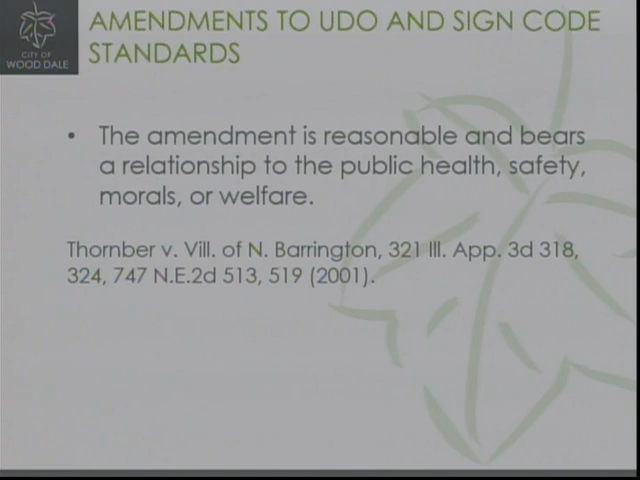 CITY OF
WOOD DALE
AMENDMENTS TO UDO AND SIGN CODE
STANDARDS
• The amendment is reasonable and bears
a relationship to the public health, safety,
morals, or welfare.
Thornber v. Vill. of N. Barrington, 321 Ill. App. 3d 318,
324, 747 N.E.2d 513, 519 (2001).